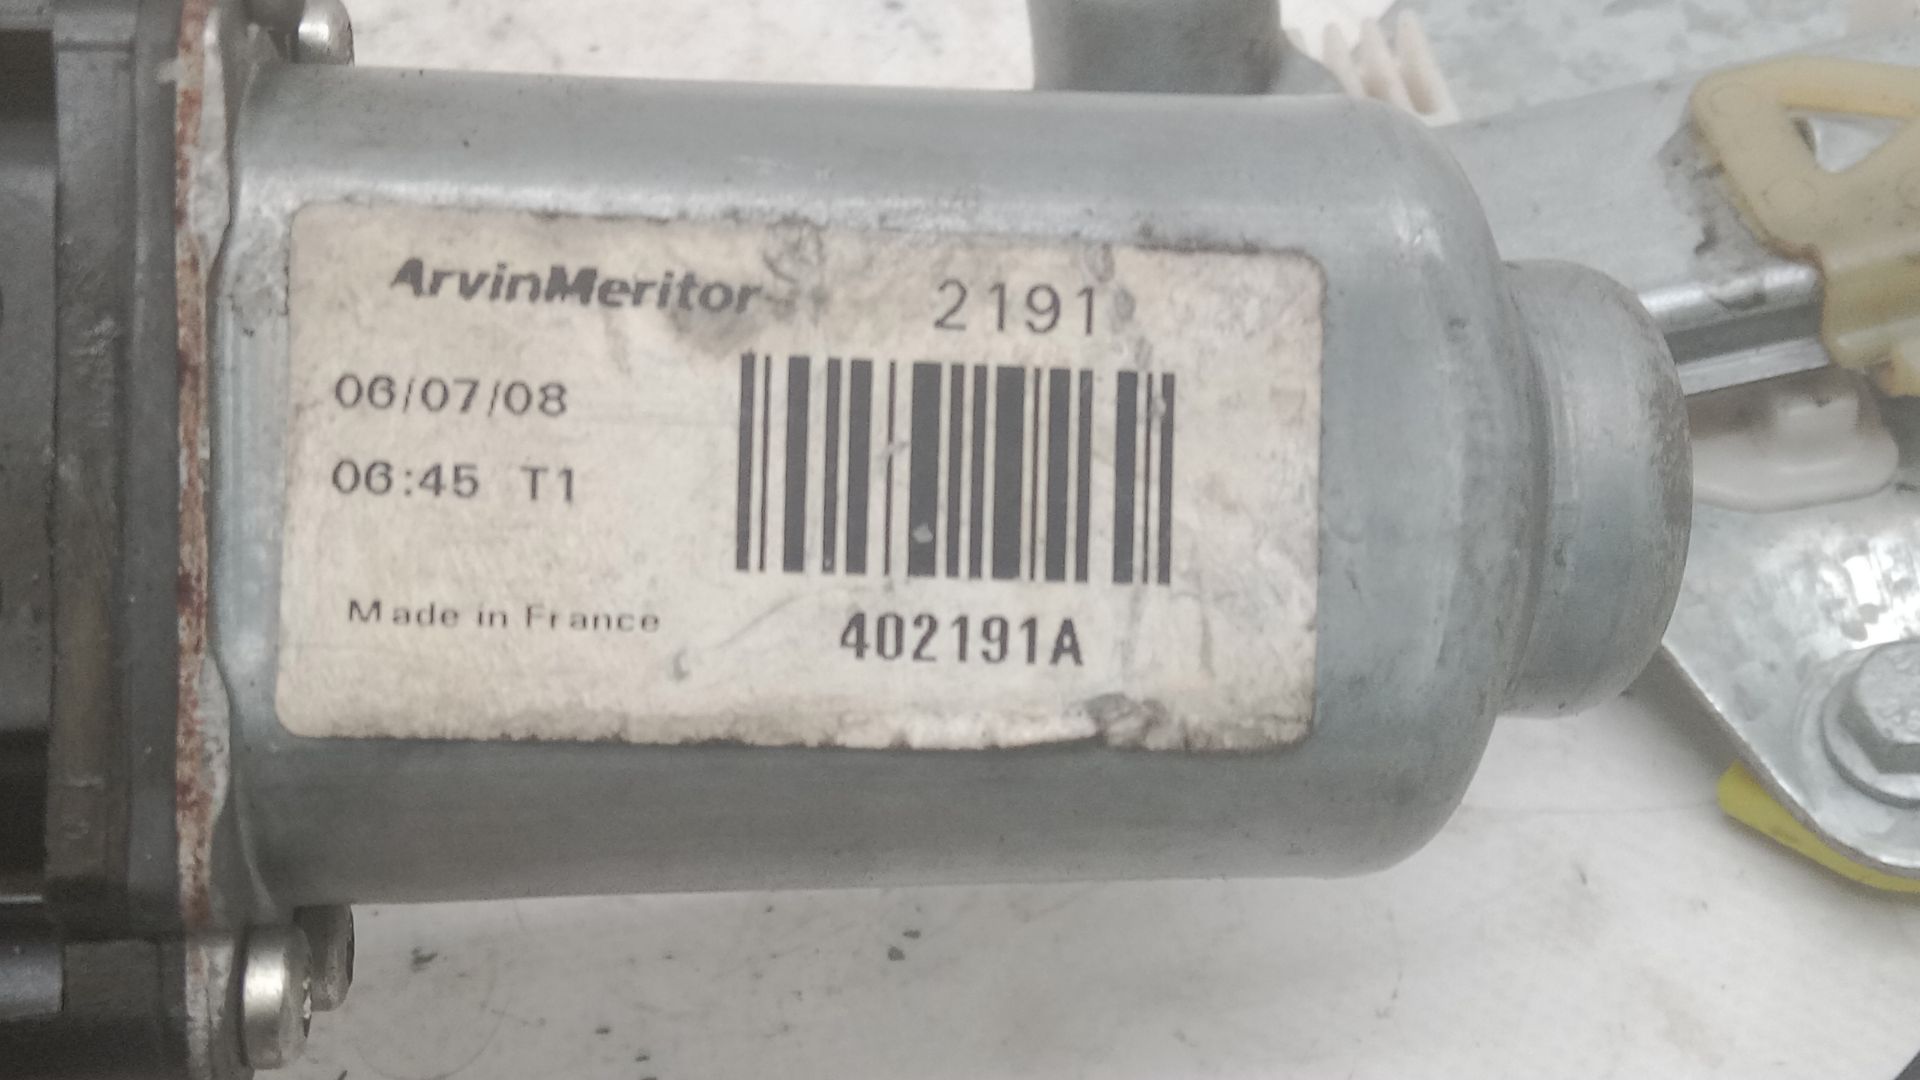 ArvinMeritor 2191
06/07/08
06:45 T1
Made in France
402191A